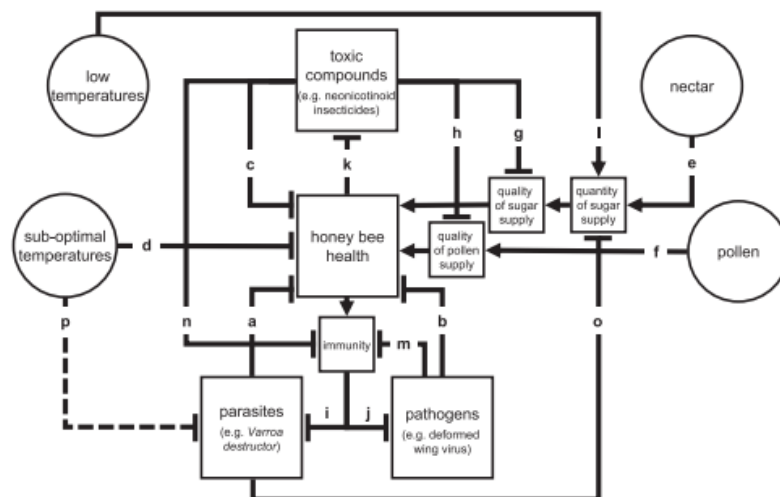 toxic
compounds
(e.g. neonicotinoid
insecticides)
low
temperatures
nectar
h
g
l
c
k
e
quality
of sugar
supply
quantity
of sugar
supply
sub-optimal
temperatures
d
honey bee
health
quality
of pollen
supply
f
pollen
p
n
a
b
o
immunity
m
parasites
(e.g. Varroa
destructor)
i
j
pathogens
(e.g. deformed
wing virus)